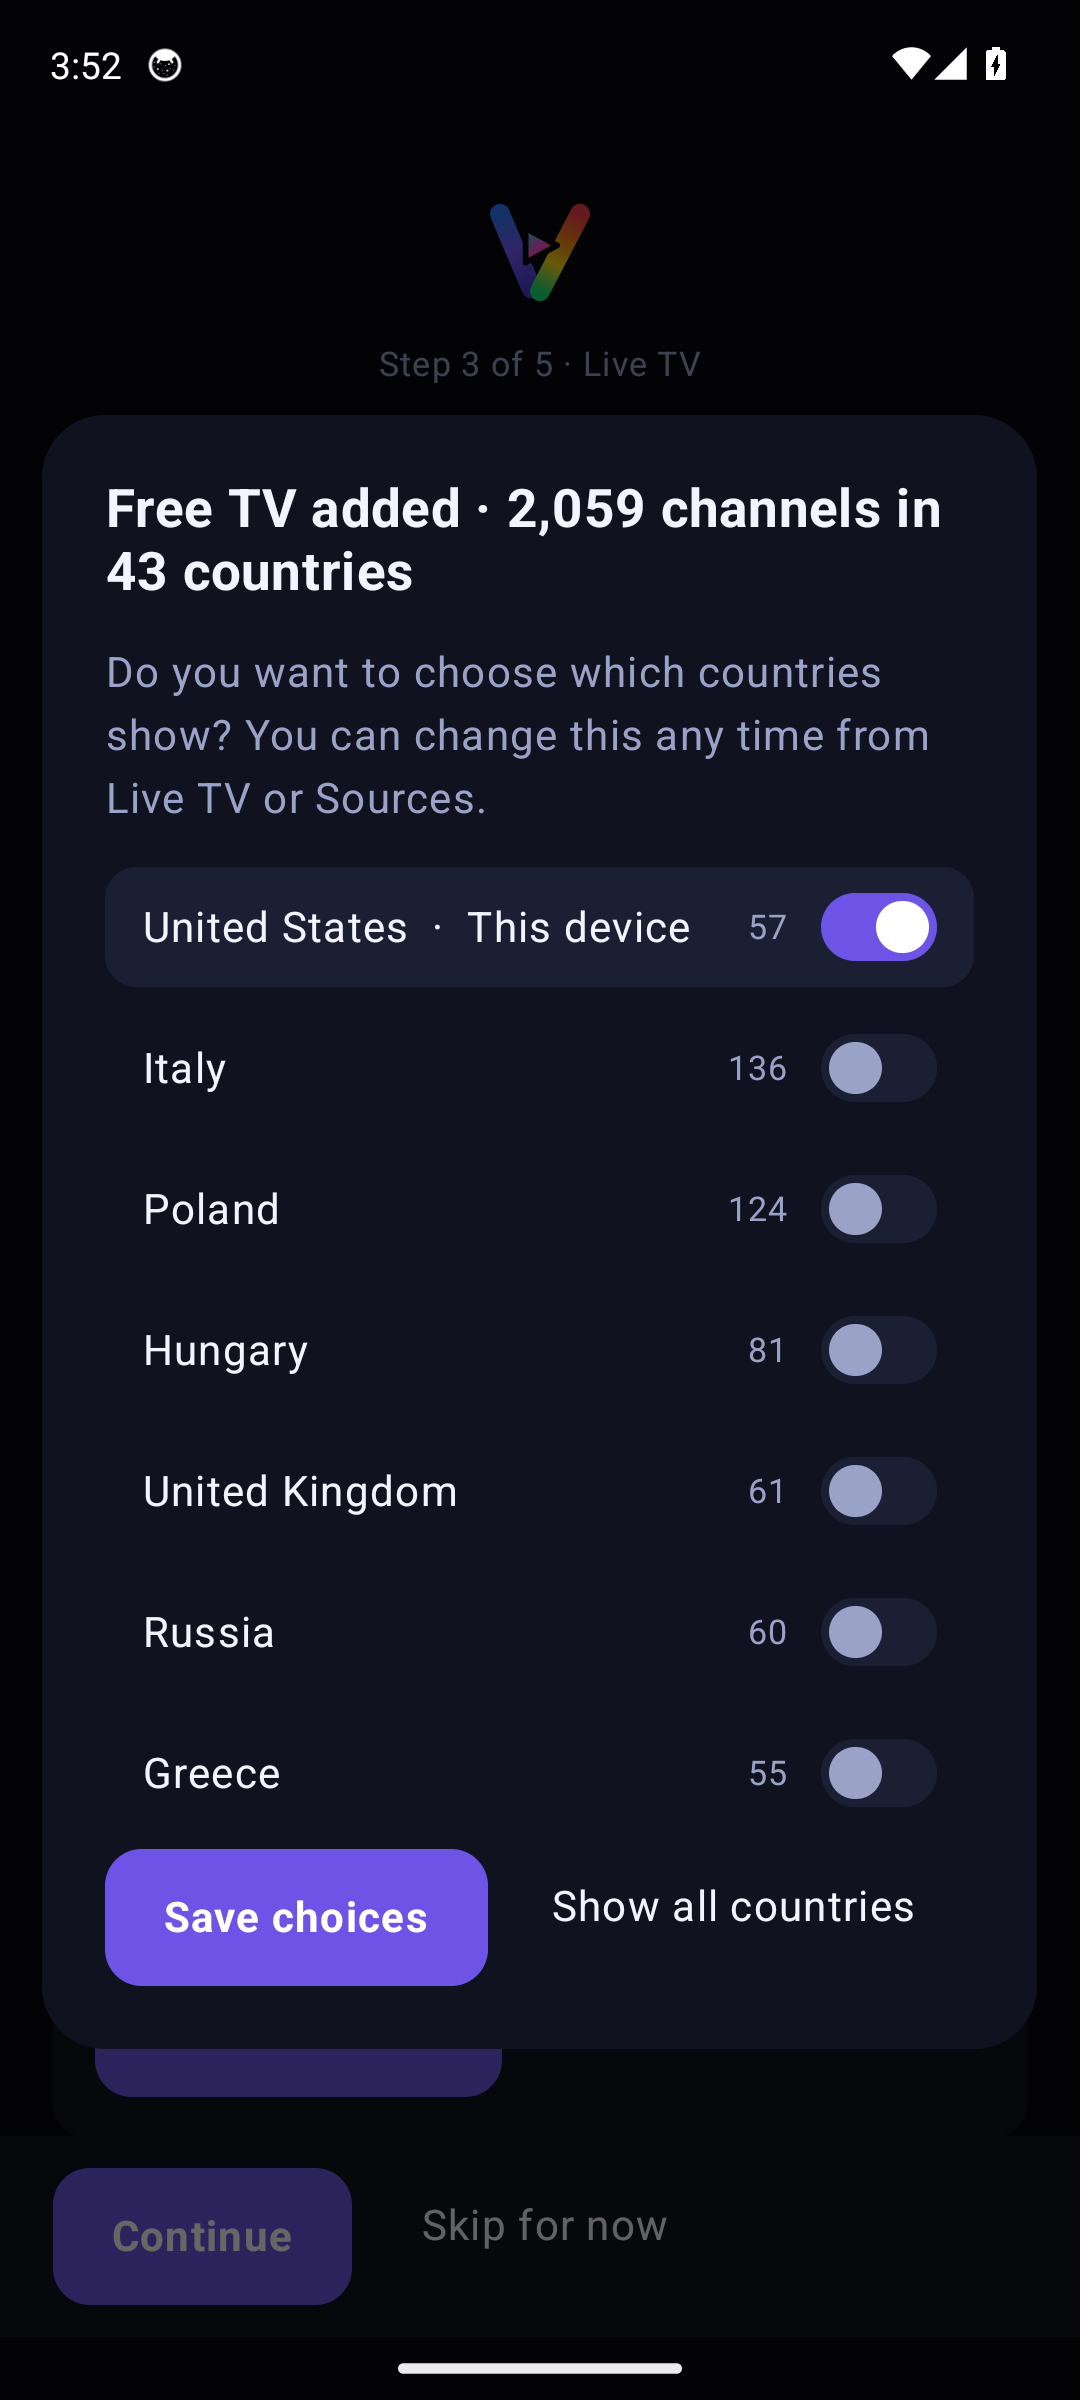 3:52
Step 3 of 5 · Live TV
Free TV added · 2,059 channels in
43 countries
Do you want to choose which countries
show? You can change this any time from
Live TV or Sources.
United States · This device 57
Italy 136
Poland 124
Hungary 81
United Kingdom 61
Russia 60
Greece 55
Save choices Show all countries
Continue Skip for now